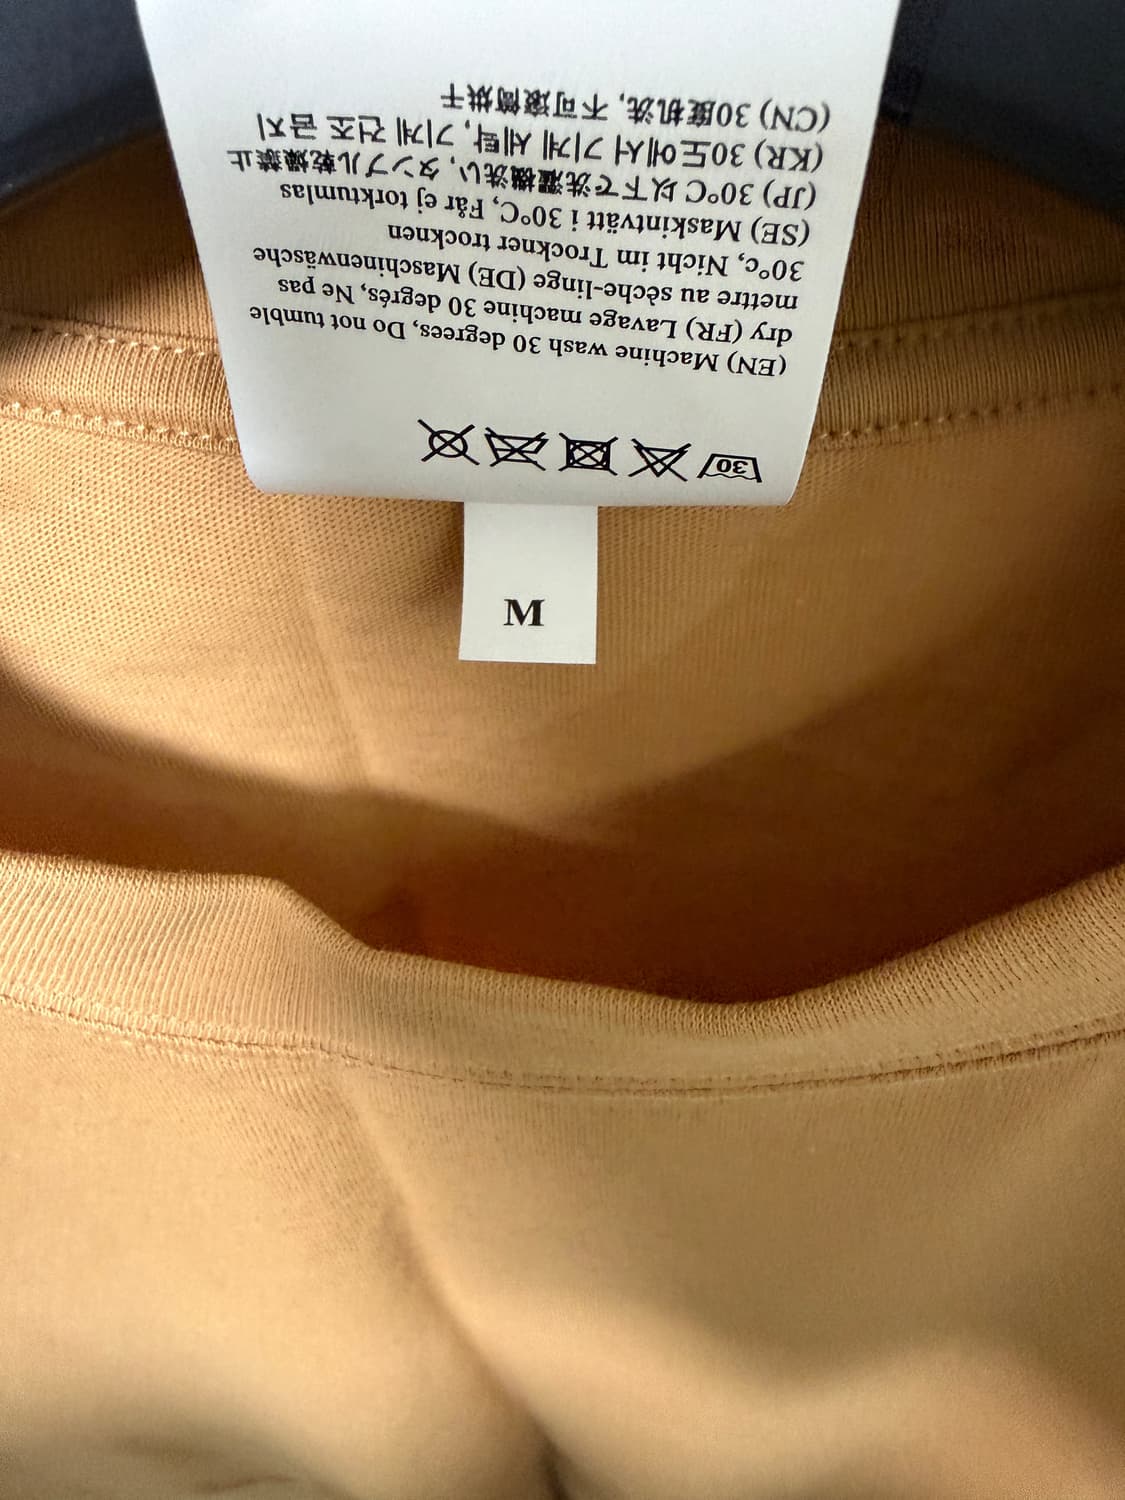 30
(EN) Machine wash 30 degrees, Do not tumble
dry (FR) Lavage machine 30 degrés, Ne pas
mettre au sèche-linge (DE) Maschinenwäsche
30°c, Nicht im Trockner trocknen
(SE) Maskintvätt i 30°C, Får ej torktumlas
(JP) 30°C 以下で洗濯機洗い, タンブル乾燥禁止
(KR) 30도에서 기계 세탁, 기계 건조 금지
(CN) 30度机洗, 不可滚筒烘干
M